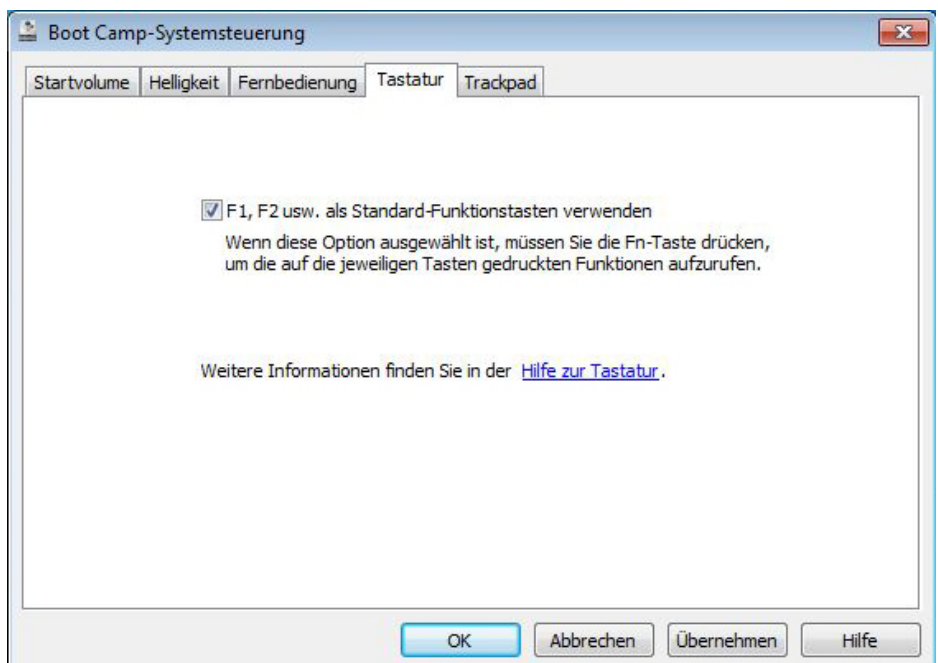 Boot Camp-Systemsteuerung
Startvolume Helligkeit Fernbedienung Tastatur Trackpad
F1, F2 usw. als Standard-Funktionstasten verwenden
Wenn diese Option ausgewählt ist, müssen Sie die Fn-Taste drücken,
um die auf die jeweiligen Tasten gedruckten Funktionen aufzurufen.
Weitere Informationen finden Sie in der Hilfe zur Tastatur.
OK Abbrechen Übernehmen Hilfe